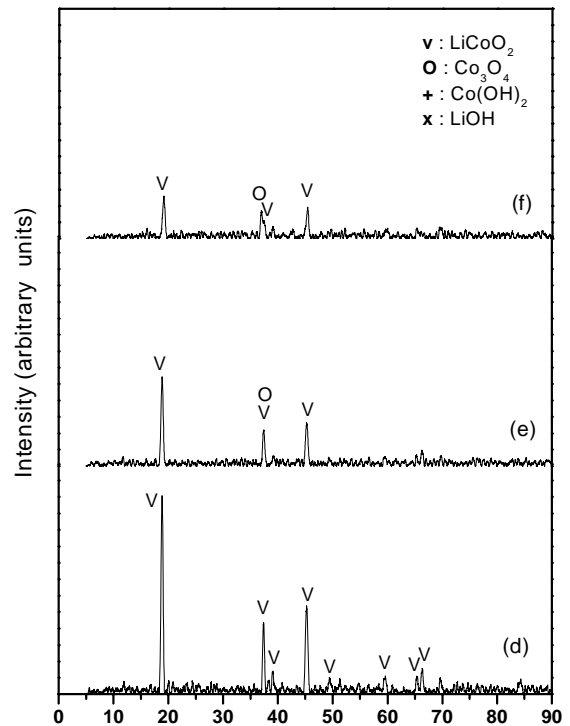 v : LiCoO2
O : Co3O4
+ : Co(OH)2
x : LiOH
Intensity (arbitrary units)
V
O
V
V
(f)
V
O
V
V
(e)
V
V
V
V
V
V
V
V
(d)
0 10 20 30 40 50 60 70 80 90